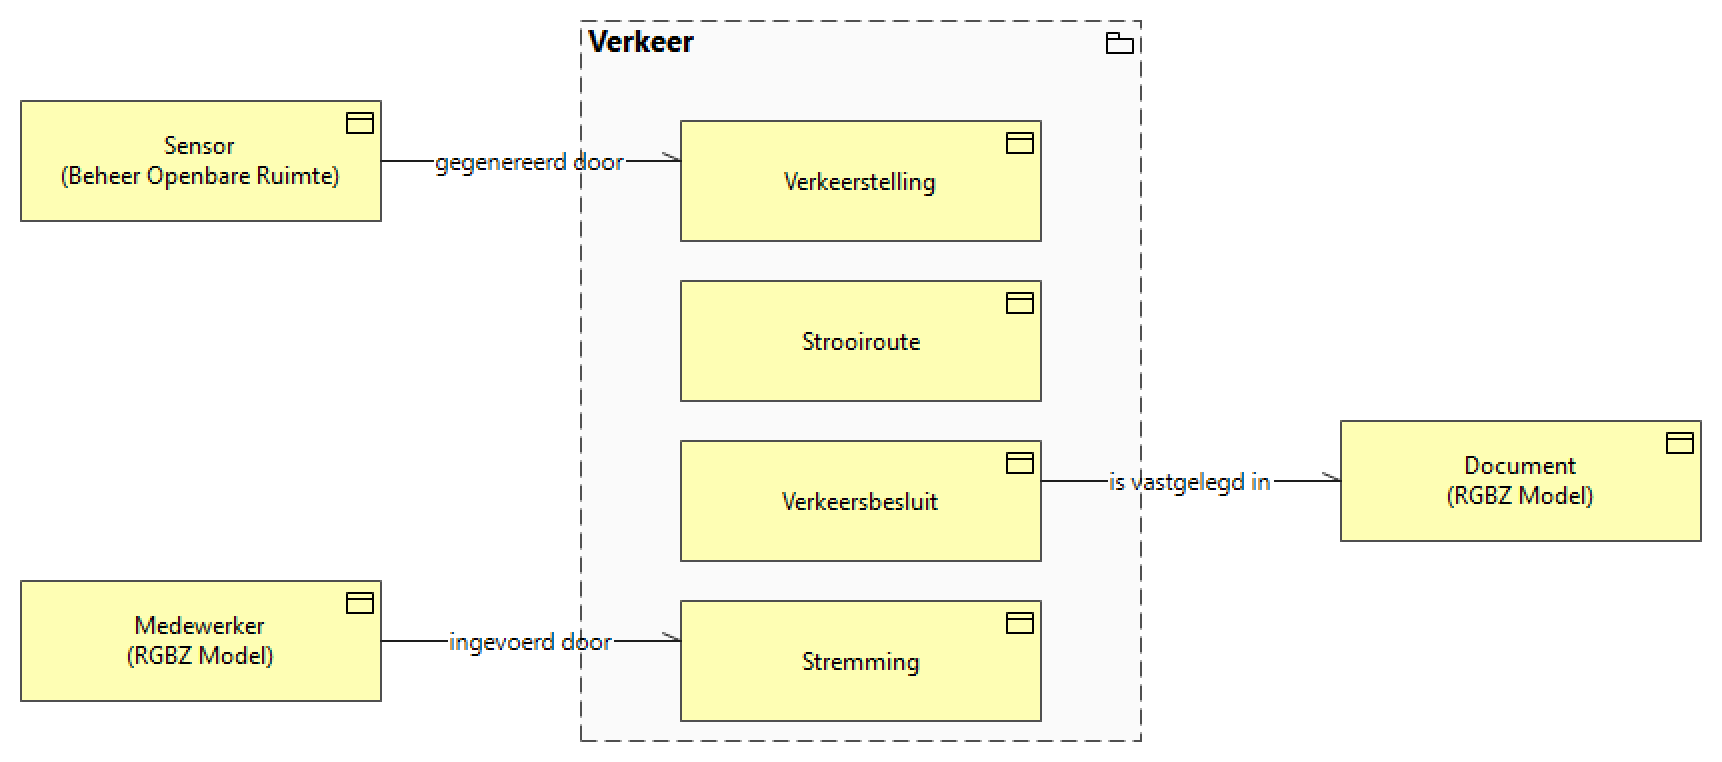 Verkeer
Sensor
(Beheer Openbare Ruimte)
gegenereerd door
Verkeerstelling
Strooiroute
Verkeersbesluit
is vastgelegd in
Document
(RGBZ Model)
Medewerker
(RGBZ Model)
ingevoerd door
Stremming